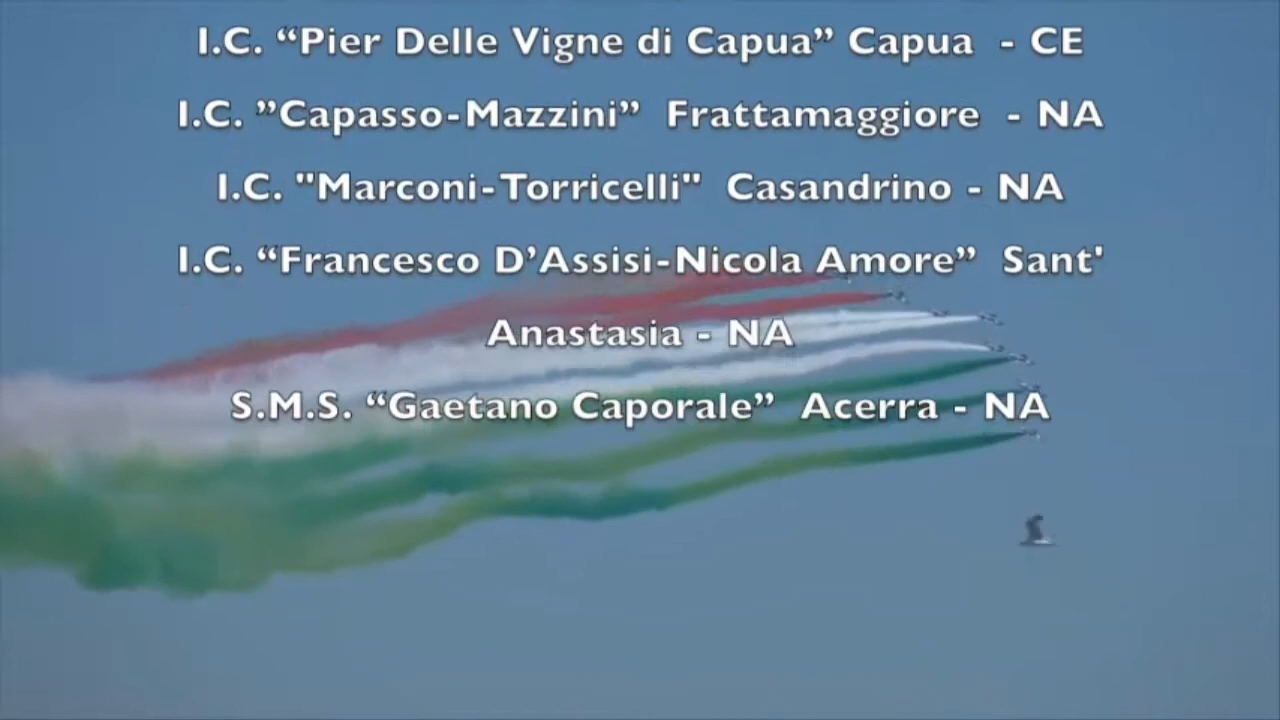 I.C. “Pier Delle Vigne di Capua” Capua  - CE
I.C. ”Capasso-Mazzini”  Frattamaggiore  - NA
I.C. "Marconi-Torricelli"  Casandrino - NA
I.C. “Francesco D’Assisi-Nicola Amore”  Sant'
Anastasia - NA
S.M.S. “Gaetano Caporale”  Acerra - NA